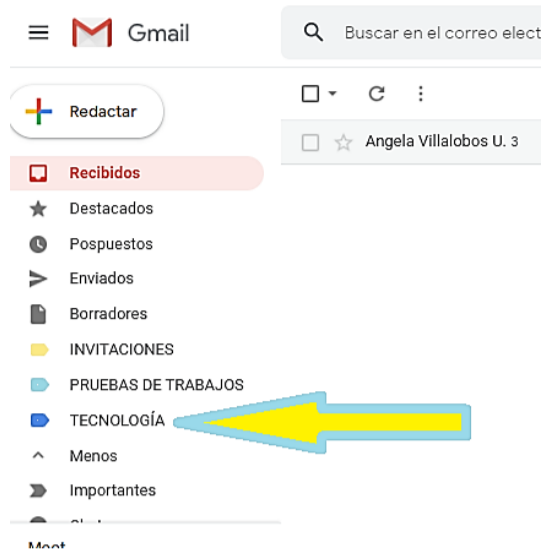 Gmail
Buscar en el correo elect
Redactar
Angela Villalobos U. 3
Recibidos
Destacados
Pospuestos
Enviados
Borradores
INVITACIONES
PRUEBAS DE TRABAJOS
TECNOLOGÍA
Menos
Importantes
Meet